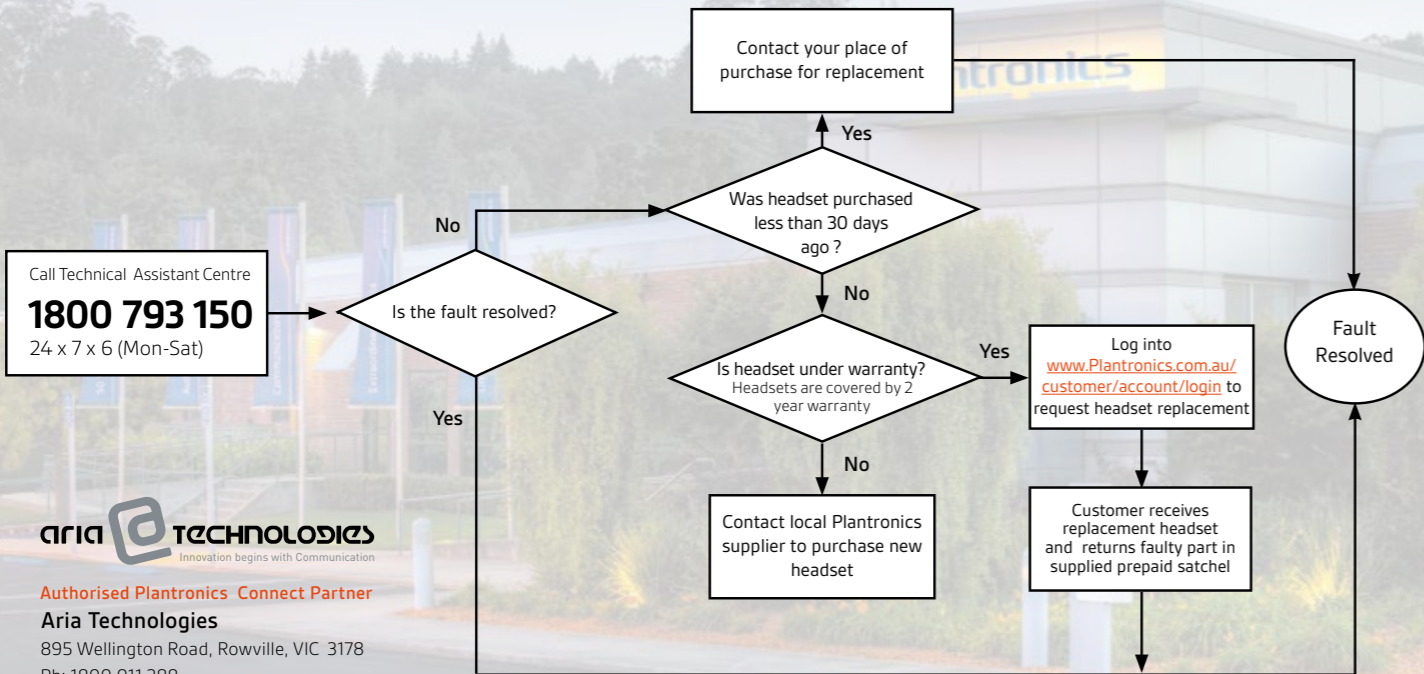 Contact your place of
purchase for replacement
ntronics
Yes
Was headset purchased
less than 30 days
ago ?
No
No
Call Technical Assistant Centre
1800 793 150
24 x 7 x 6 (Mon-Sat)
Is the fault resolved?
Yes
Is headset under warranty?
Headsets are covered by 2
year warranty
Yes
No
Log into
www.Plantronics.com.au/
customer/account/login to
request headset replacement
Fault
Resolved
Contact local Plantronics
supplier to purchase new
headset
Customer receives
replacement headset
and returns faulty part in
supplied prepaid satchel
aria TECHNOLOGIES
Innovation begins with Communication
Authorised Plantronics Connect Partner
Aria Technologies
895 Wellington Road, Rowville, VIC 3178